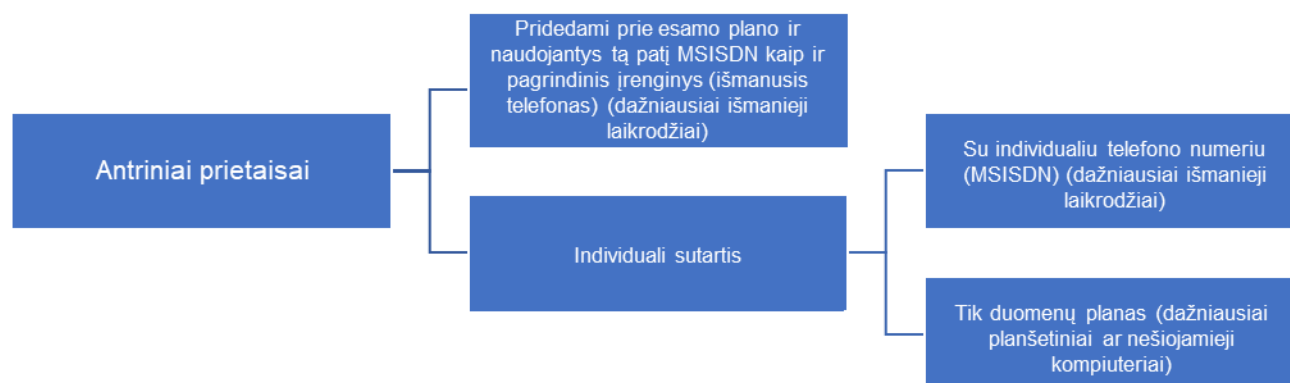 Pridedami prie esamo plano ir
naudojantys tą patį MSISDN kaip ir
pagrindinis įrenginys (išmanusis
telefonas) (dažniausiai išmanieji
laikrodžiai)
Antriniai prietaisai
Su individualiu telefono numeriu
(MSISDN) (dažniausiai išmanieji
laikrodžiai)
Individuali sutartis
Tik duomenų planas (dažniausiai
planšetiniai ar nešiojamieji
kompiuteriai)